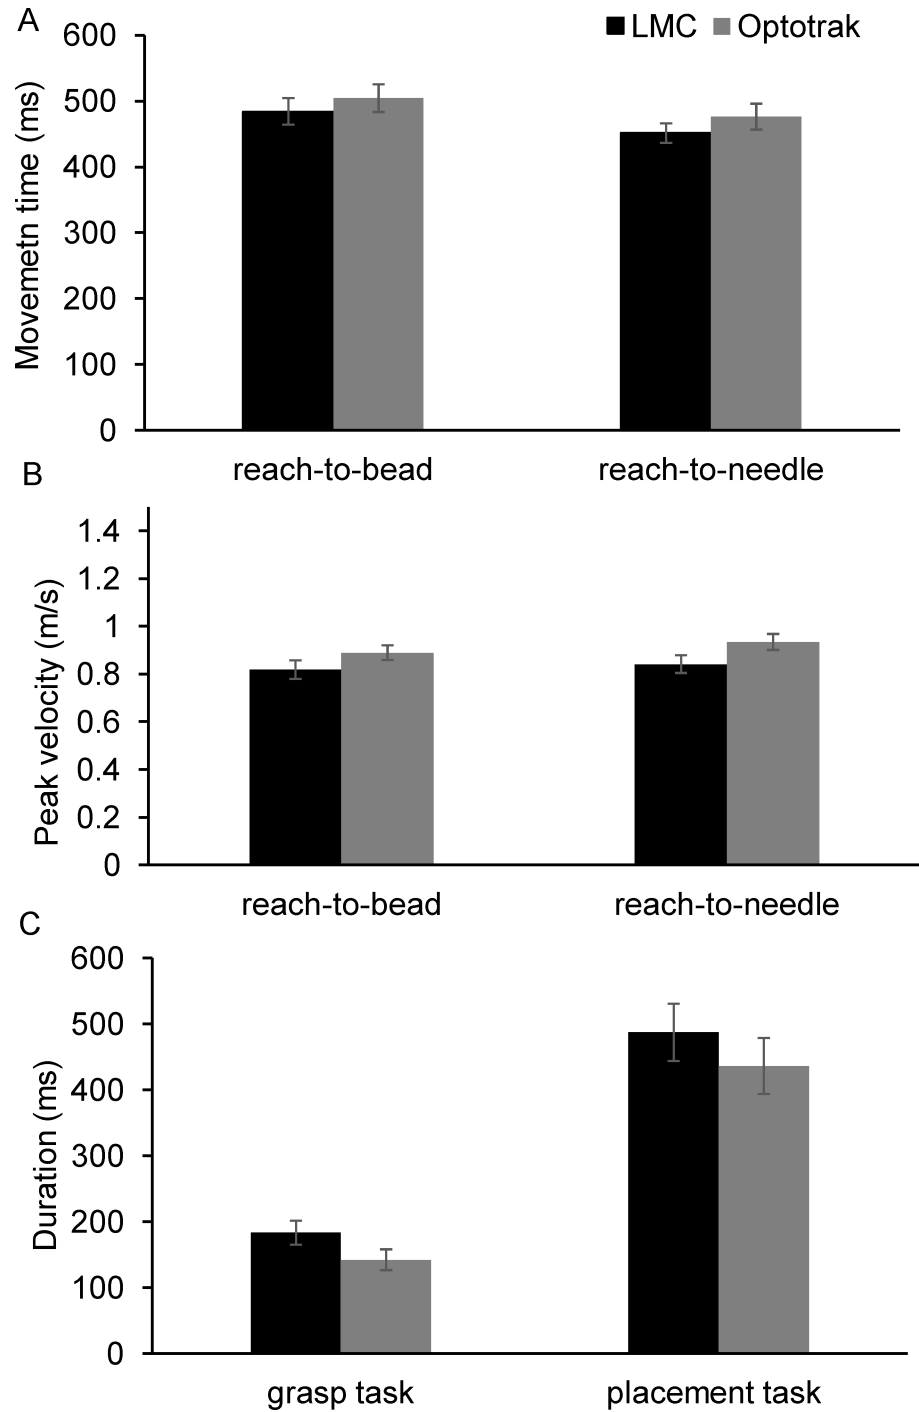 A
LMC Optotrak
Movemetn time (ms)
600
500
400
300
200
100
0
reach-to-bead reach-to-needle
B
Peak velocity (m/s)
1.4
1.2
1
0.8
0.6
0.4
0.2
0
reach-to-bead reach-to-needle
C
Duration (ms)
600
500
400
300
200
100
0
grasp task placement task